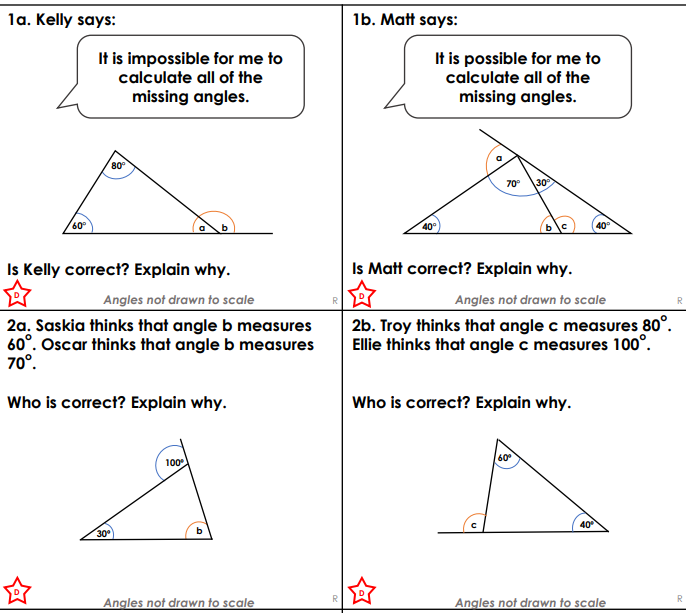 1a. Kelly says:
It is impossible for me to
calculate all of the
missing angles.
80°
60°
a
b
Is Kelly correct? Explain why.
D
Angles not drawn to scale
R
1b. Matt says:
It is possible for me to
calculate all of the
missing angles.
a
70°
30°
40°
b
c
40°
Is Matt correct? Explain why.
D
Angles not drawn to scale
R
2a. Saskia thinks that angle b measures
60°. Oscar thinks that angle b measures
70°.
Who is correct? Explain why.
100°
30°
b
D
Angles not drawn to scale
R
2b. Troy thinks that angle c measures 80°.
Ellie thinks that angle c measures 100°.
Who is correct? Explain why.
60°
c
40°
D
Angles not drawn to scale
R